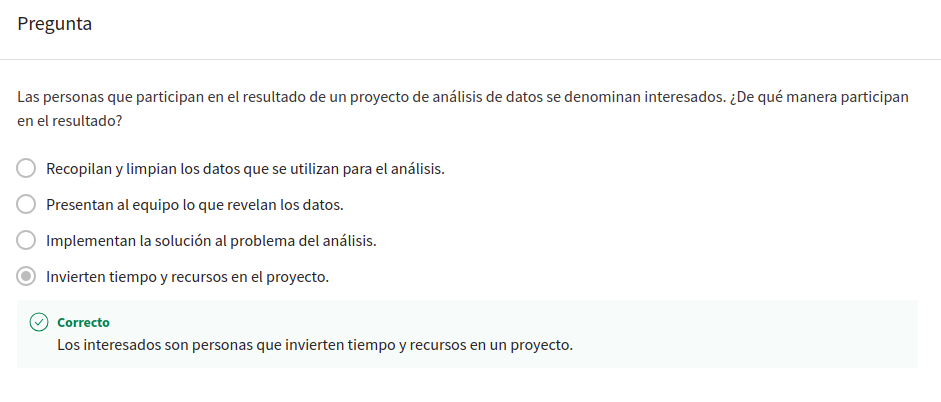 Pregunta
Las personas que participan en el resultado de un proyecto de análisis de datos se denominan interesados. ¿De qué manera participan
en el resultado?
Recopilan y limpian los datos que se utilizan para el análisis.
Presentan al equipo lo que revelan los datos.
Implementan la solución al problema del análisis.
Invierten tiempo y recursos en el proyecto.
Correcto
Los interesados son personas que invierten tiempo y recursos en un proyecto.